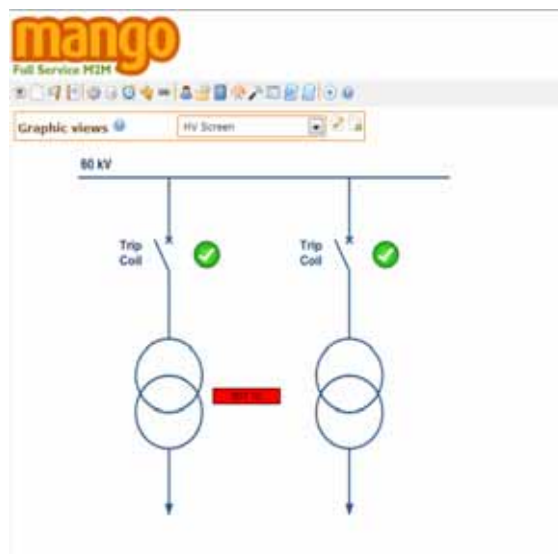 mango
Full Service M2M
Graphic views
HV Screen
60 kV
Trip
Coil
Trip
Coil